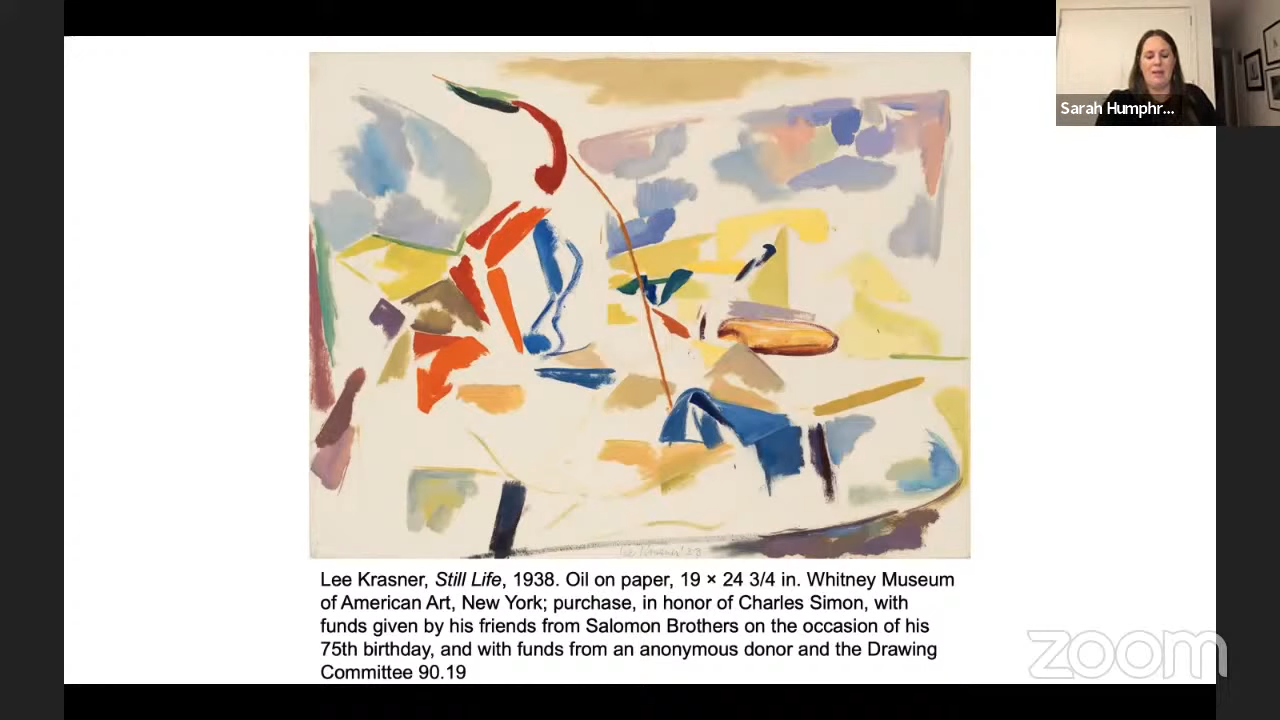 Sarah Humphr...
Lee Krasner, Still Life, 1938. Oil on paper, 19 × 24 3/4 in. Whitney Museum
of American Art, New York; purchase, in honor of Charles Simon, with
funds given by his friends from Salomon Brothers on the occasion of his
75th birthday, and with funds from an anonymous donor and the Drawing
Committee 90.19
zoom